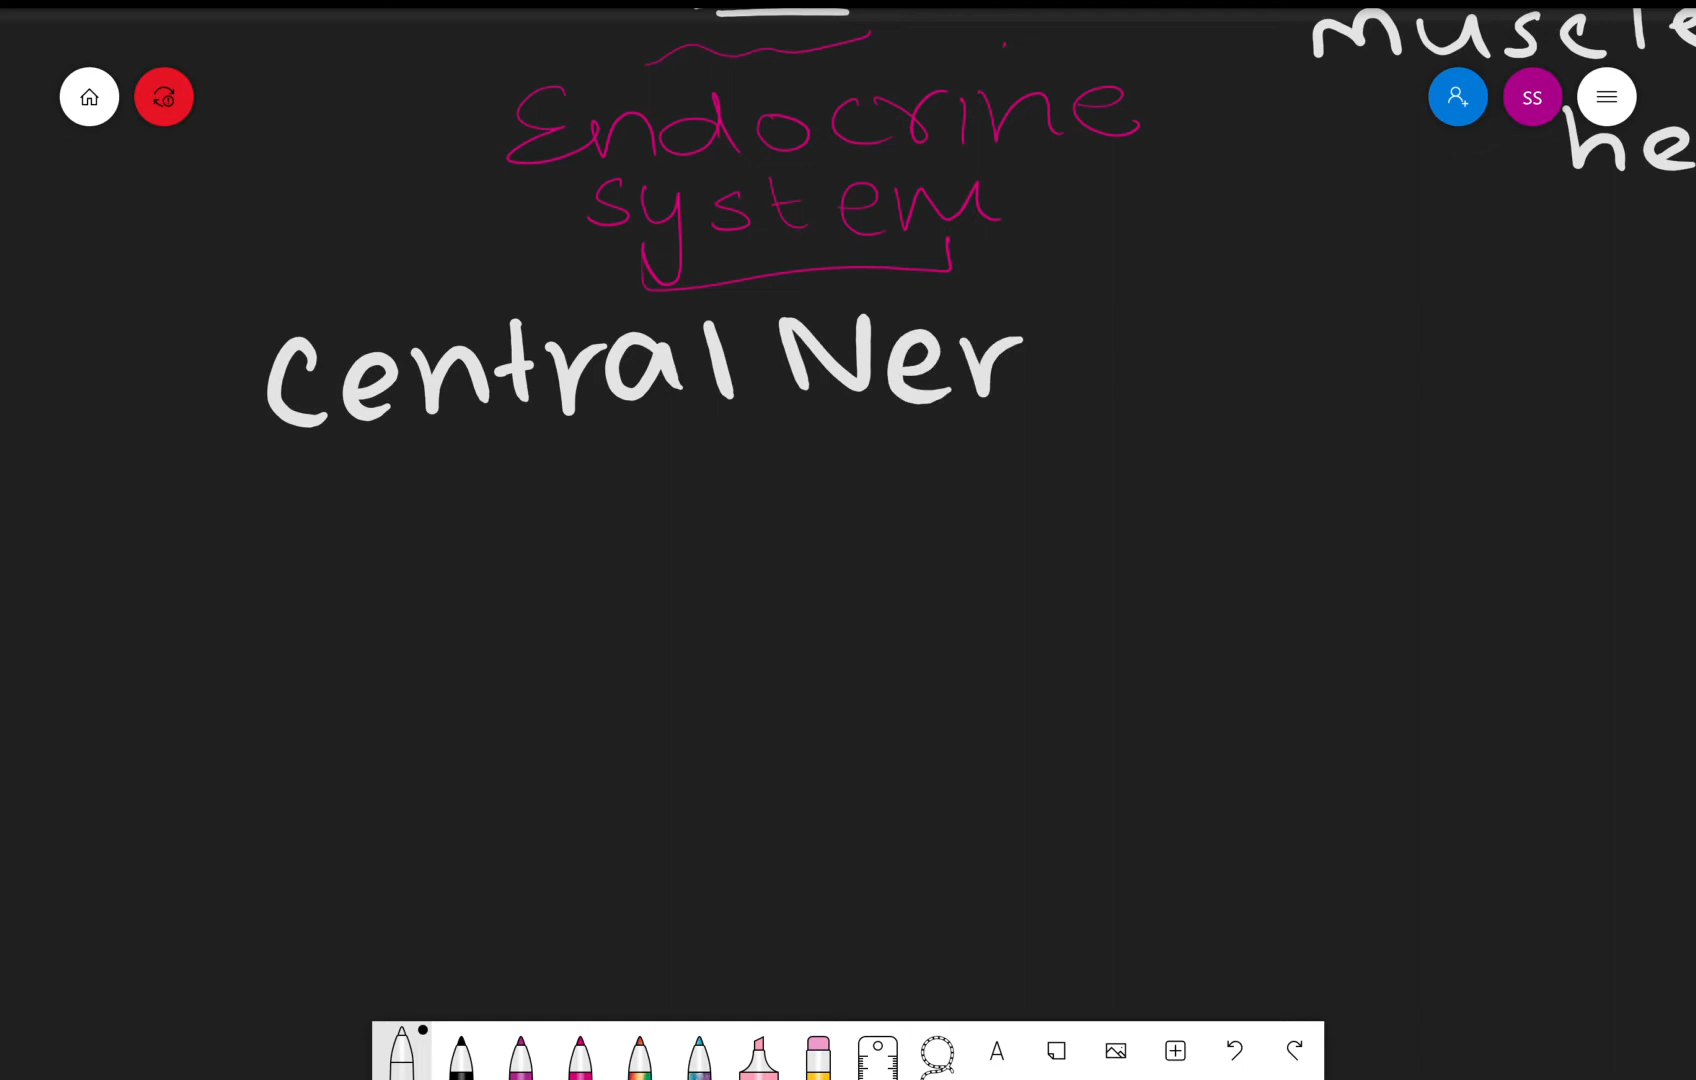 muscle
he
SS
Endocrine
system
Central Ner